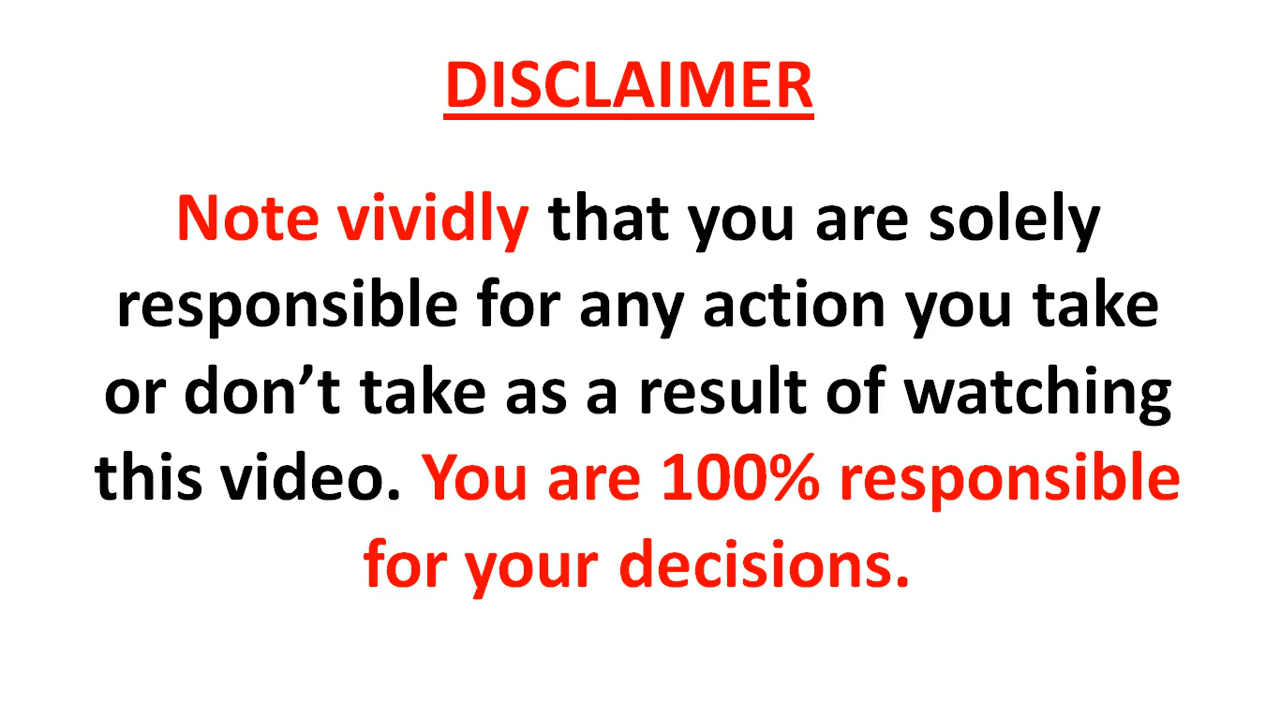 DISCLAIMER
Note vividly that you are solely
responsible for any action you take
or don’t take as a result of watching
this video. You are 100% responsible
for your decisions.